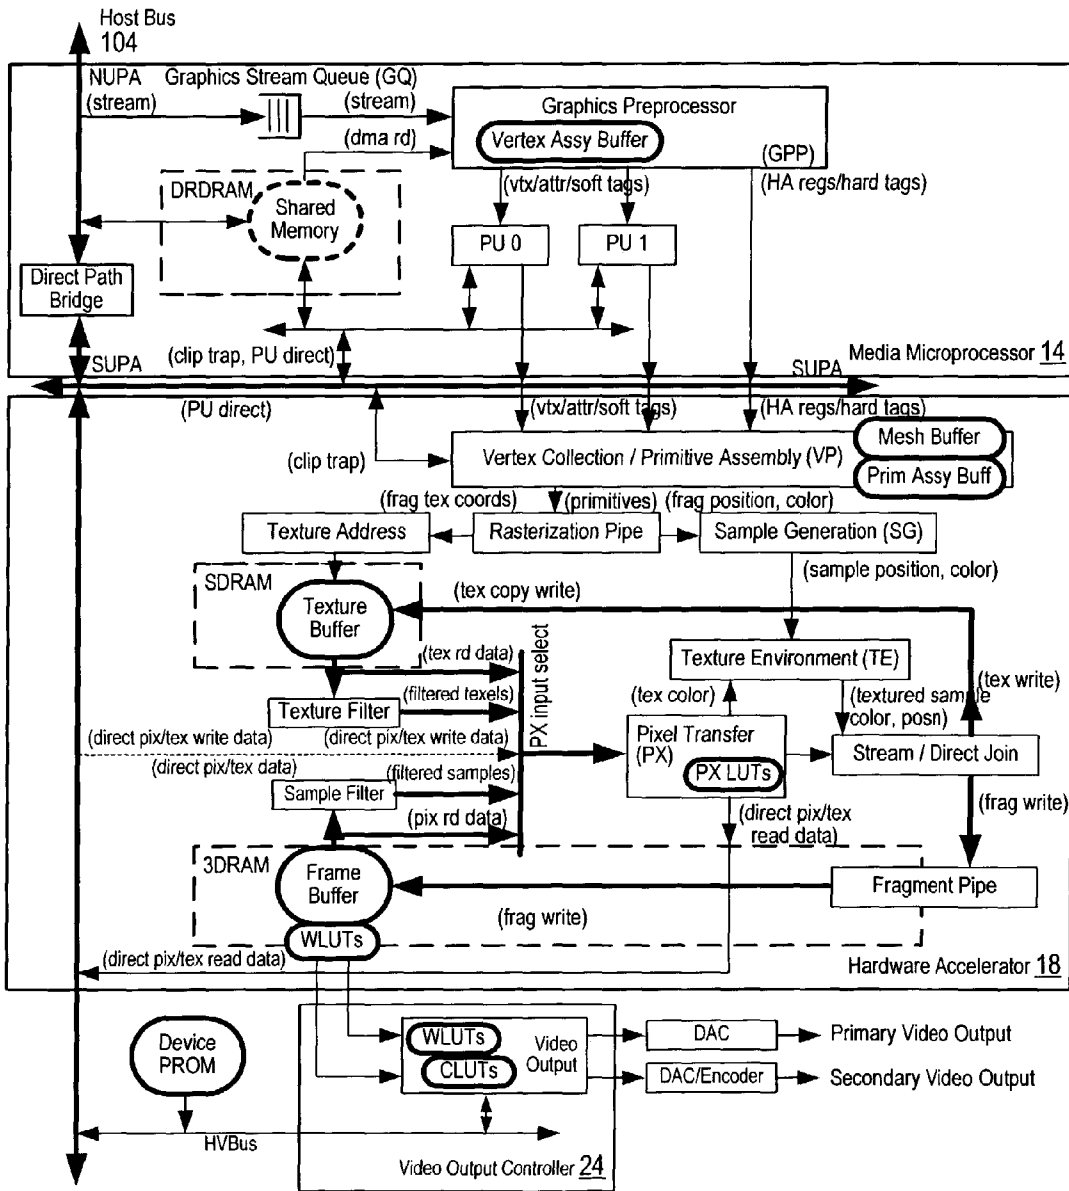 Host Bus
104
NUPA
(stream)
Graphics Stream Queue (GQ)
(stream)
(dma rd)
Graphics Preprocessor
Vertex Assy Buffer
(GPP)
DRDRAM
Shared
Memory
(vtx/attr/soft tags)
(HA regs/hard tags)
PU 0
PU 1
Direct Path
Bridge
SUPA
(clip trap, PU direct)
Media Microprocessor 14
SUPA
(PU direct)
(vtx/attr/soft tags)
(HA regs/hard tags)
(clip trap)
Vertex Collection / Primitive Assembly (VP)
Mesh Buffer
Prim Assy Buff
(frag tex coords)
(primitives)
(frag position, color)
Texture Address
Rasterization Pipe
Sample Generation (SG)
SDRAM
(sample position, color)
Texture
Buffer
(tex copy write)
(tex rd data)
PX input select
Texture Environment (TE)
(tex write)
Texture Filter
(filtered texels)
(tex color)
(textured sample
color, posn)
(direct pix/tex write data)
(direct pix/tex write data)
(direct pix/tex data)
Pixel Transfer
(PX)
PX LUTs
Stream / Direct Join
(filtered samples)
Sample Filter
(pix rd data)
(direct pix/tex
read data)
(frag write)
3DRAM
Frame
Buffer
(frag write)
Fragment Pipe
WLUTs
(direct pix/tex read data)
Hardware Accelerator 18
Device
PROM
WLUTs
CLUTs
Video
Output
DAC
Primary Video Output
DAC/Encoder
Secondary Video Output
HVBus
Video Output Controller 24